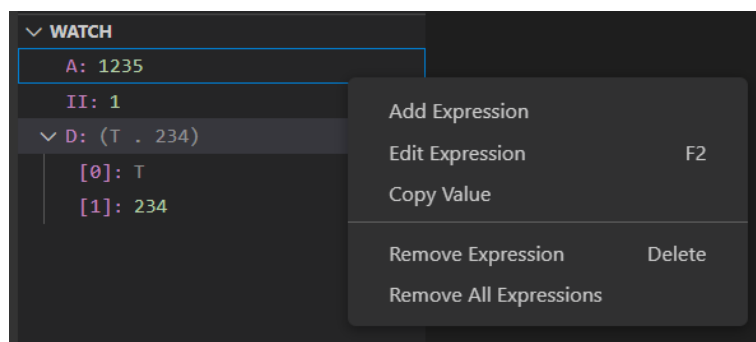 WATCH
A: 1235
II: 1
D: (T . 234)
[0]: T
[1]: 234
Add Expression
Edit Expression F2
Copy Value
Remove Expression Delete
Remove All Expressions